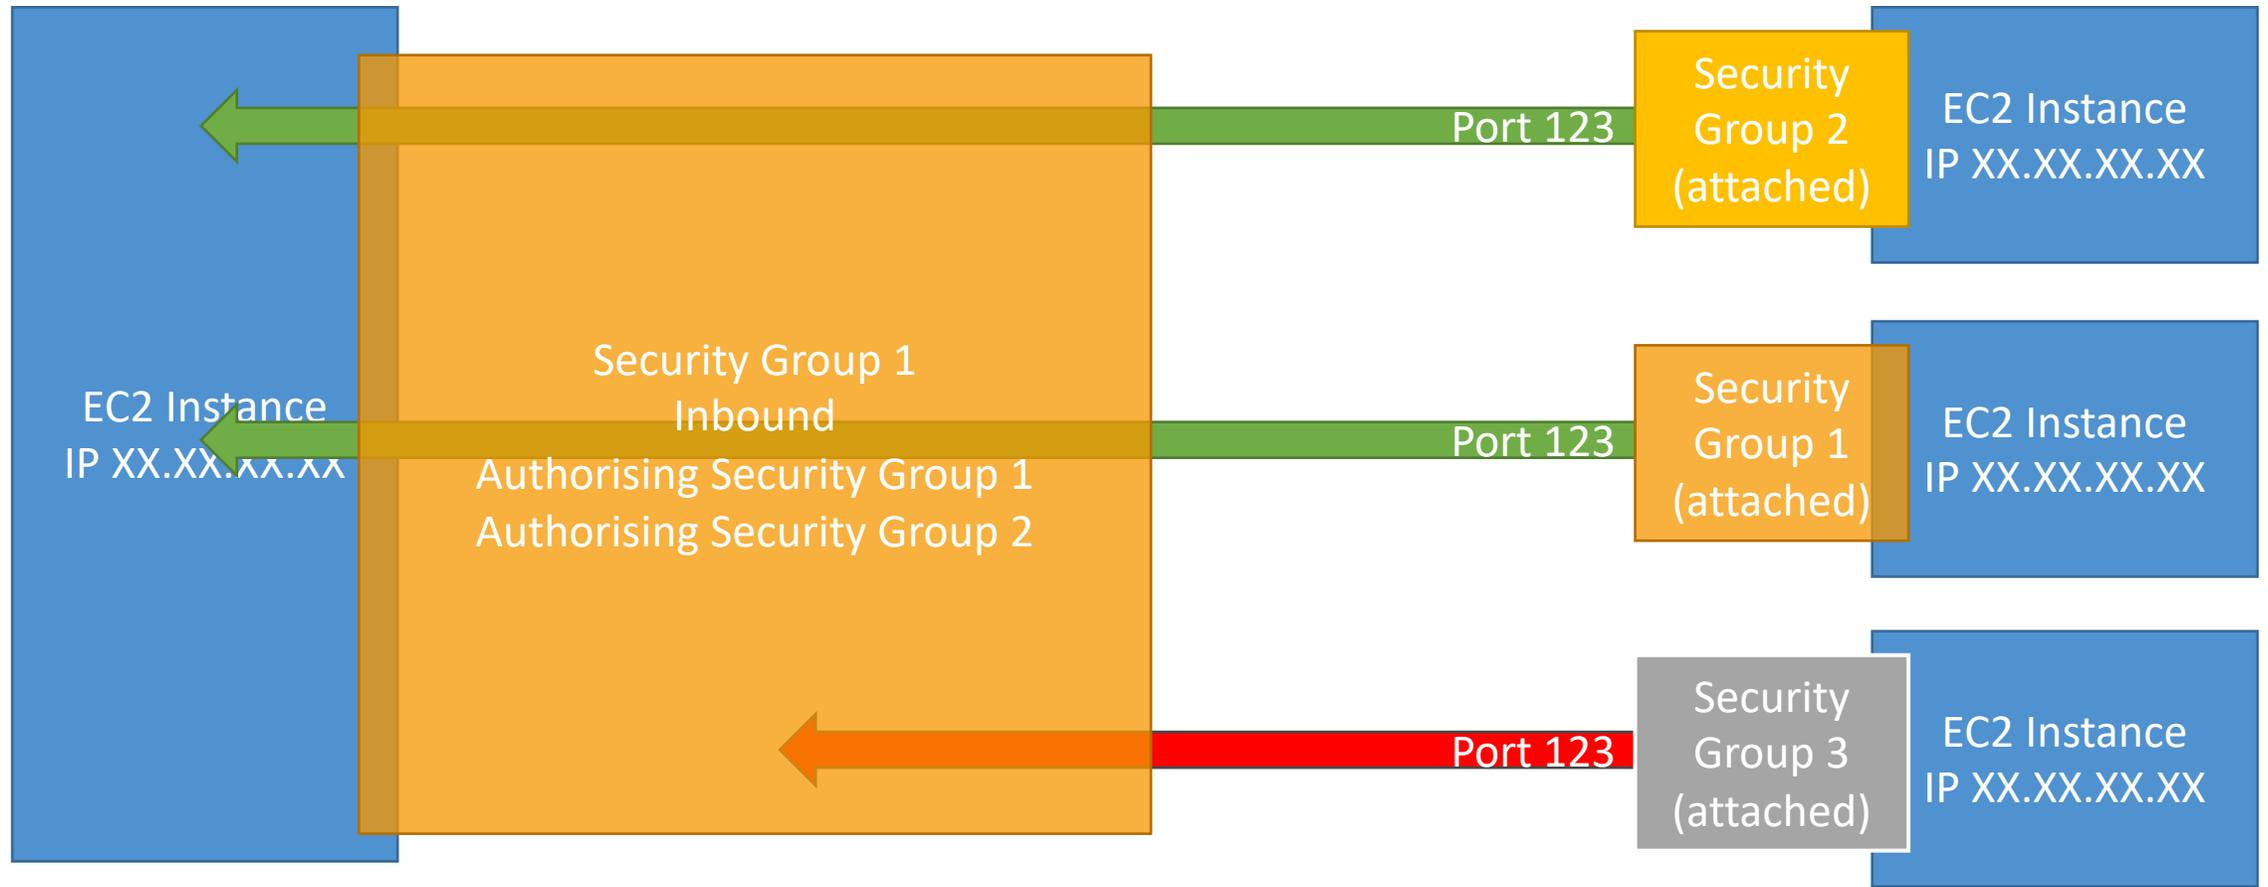 EC2 Instance
IP XX.XX.XX.XX
Security Group 1
Inbound
Authorising Security Group 1
Authorising Security Group 2
Port 123
Security
Group 2
(attached)
EC2 Instance
IP XX.XX.XX.XX
Port 123
Security
Group 1
(attached)
EC2 Instance
IP XX.XX.XX.XX
Port 123
Security
Group 3
(attached)
EC2 Instance
IP XX.XX.XX.XX